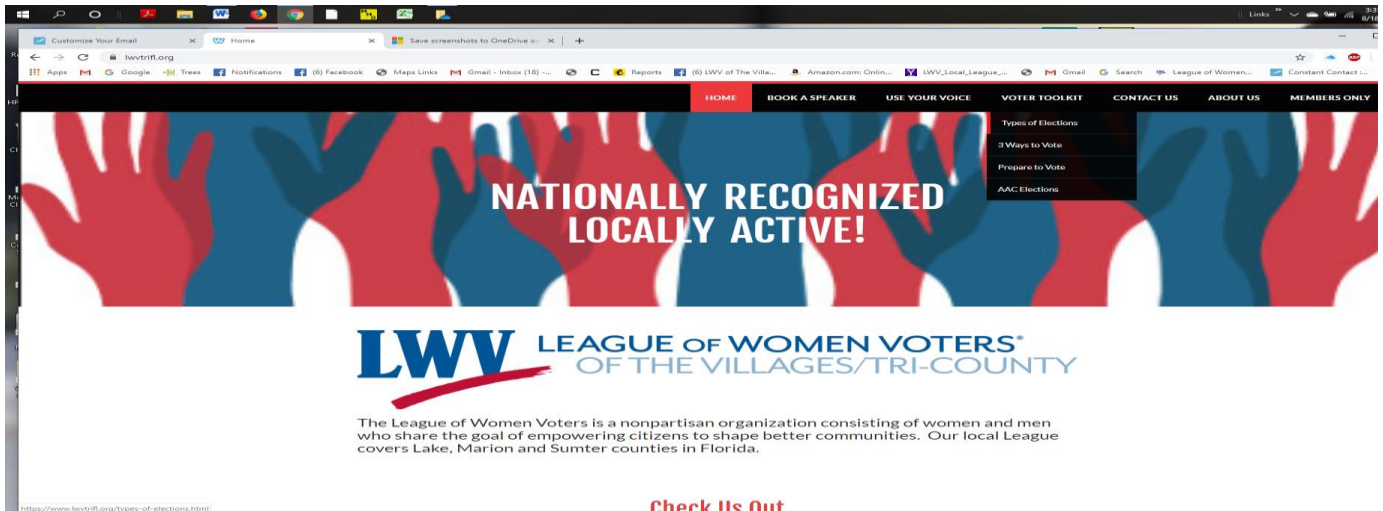 Links »
3:3
8/18
Customize Your Email
Home
Save screenshots to OneDrive au
lwvtrifl.org
Apps M G Google Trees Notifications (6) Facebook Maps Links Gmail - Inbox (18) -... Reports (6) LWV of The Villa... Amazon.com: Onlin... LWV_Local_League_... Gmail Search League of Women... Constant Contact :...
HOME BOOK A SPEAKER USE YOUR VOICE VOTER TOOLKIT CONTACT US ABOUT US MEMBERS ONLY
Types of Elections
3 Ways to Vote
Prepare to Vote
AAC Elections
NATIONALLY RECOGNIZED
LOCALLY ACTIVE!
LWV LEAGUE OF WOMEN VOTERS®
OF THE VILLAGES/TRI-COUNTY
The League of Women Voters is a nonpartisan organization consisting of women and men
who share the goal of empowering citizens to shape better communities. Our local League
covers Lake, Marion and Sumter counties in Florida.
Check Us Out
https://www.lwvtrifl.org/types-of-elections.html